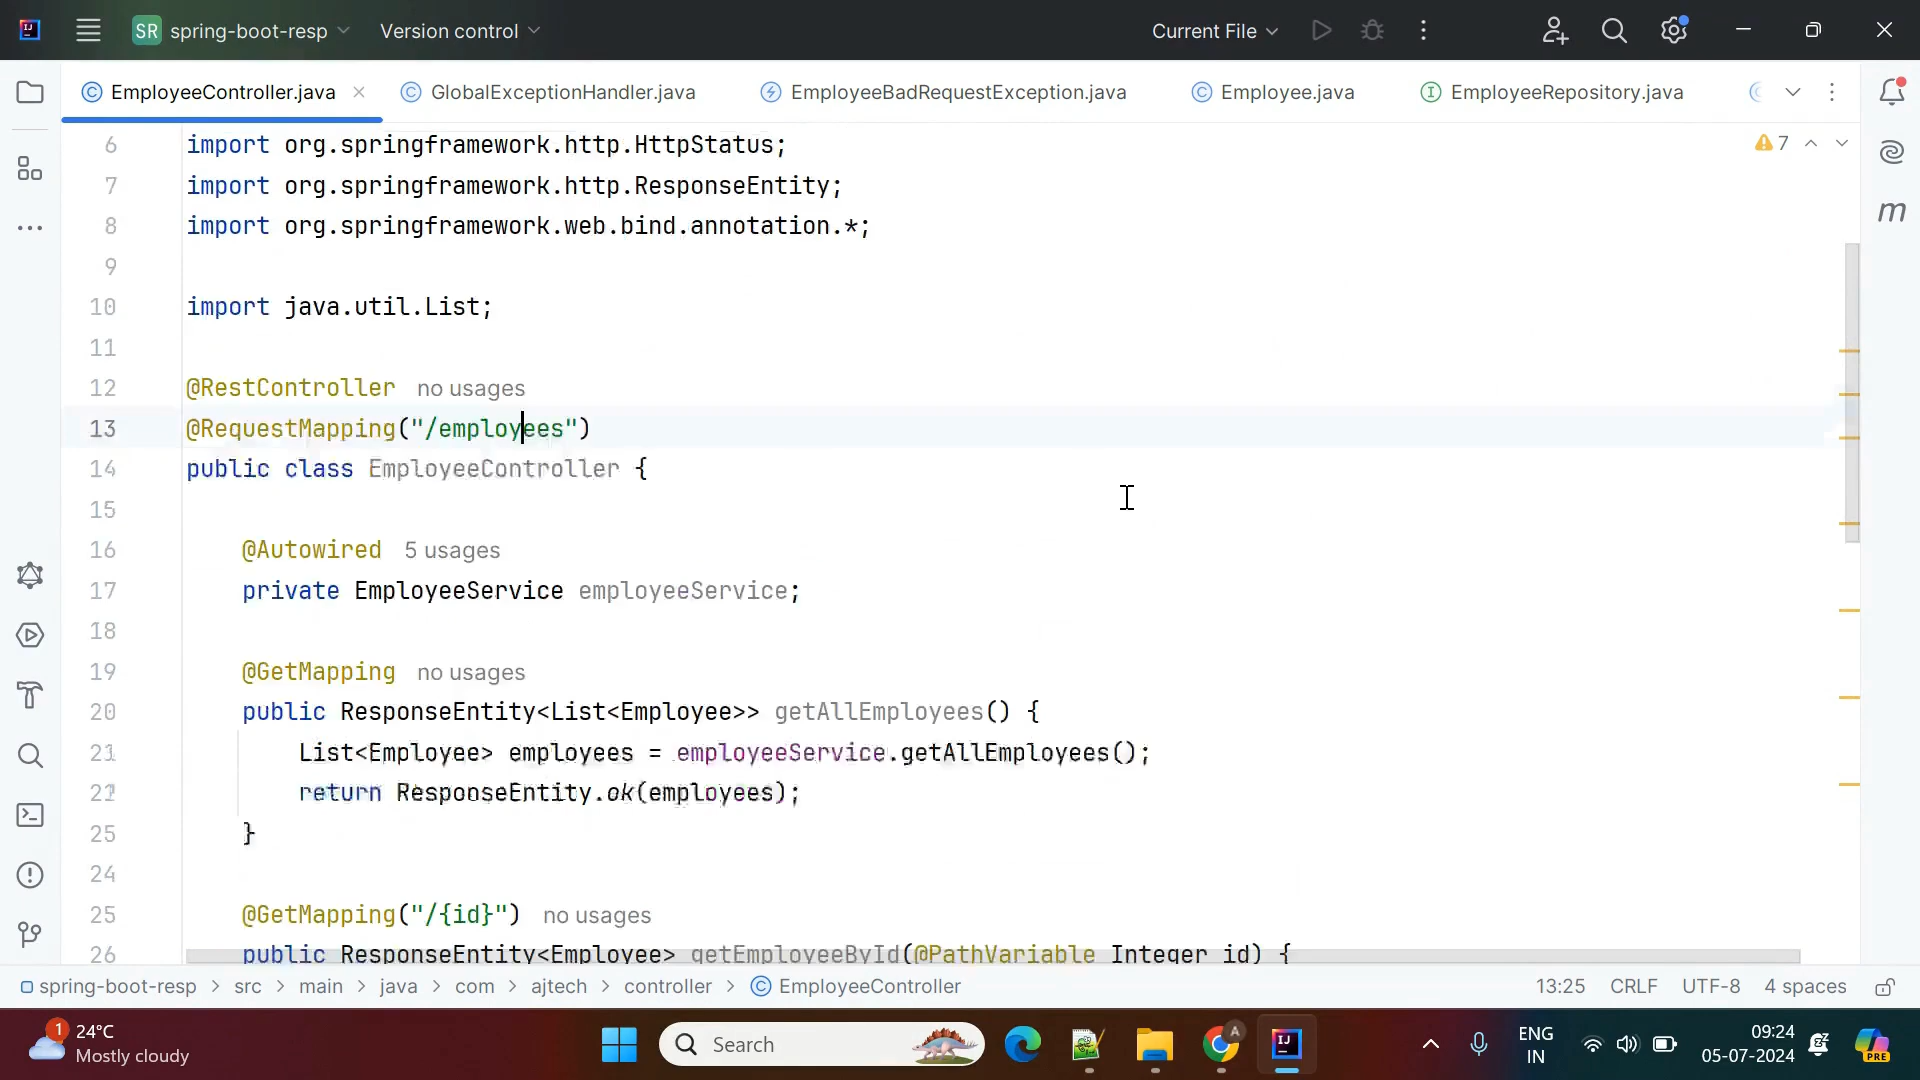 SR spring-boot-resp Version control Current File
EmployeeController.java GlobalExceptionHandler.java EmployeeBadRequestException.java Employee.java EmployeeRepository.java
6 import org.springframework.http.HttpStatus; 7
7 import org.springframework.http.ResponseEntity;
8 import org.springframework.web.bind.annotation.*;
9
10 import java.util.List;
11
12 @RestController no usages
13 @RequestMapping("/employees")
14 public class EmployeeController {
15
16 @Autowired 5 usages
17 private EmployeeService employeeService;
18
19 @GetMapping no usages
20 public ResponseEntity<List<Employee>> getAllEmployees() {
List<Employee> employees = employeeService.getAllEmployees();
return ResponseEntity.ok(employees);
}
24
25 @GetMapping("/{id}") no usages
26 public ResponseEntity<Employee> getEmployeeById(@PathVariable Integer id) {
spring-boot-resp > src > main > java > com > ajtech > controller > EmployeeController 13:25 CRLF UTF-8 4 spaces
1 24°C
Mostly cloudy
Search
ENG
IN
09:24
05-07-2024
PRE